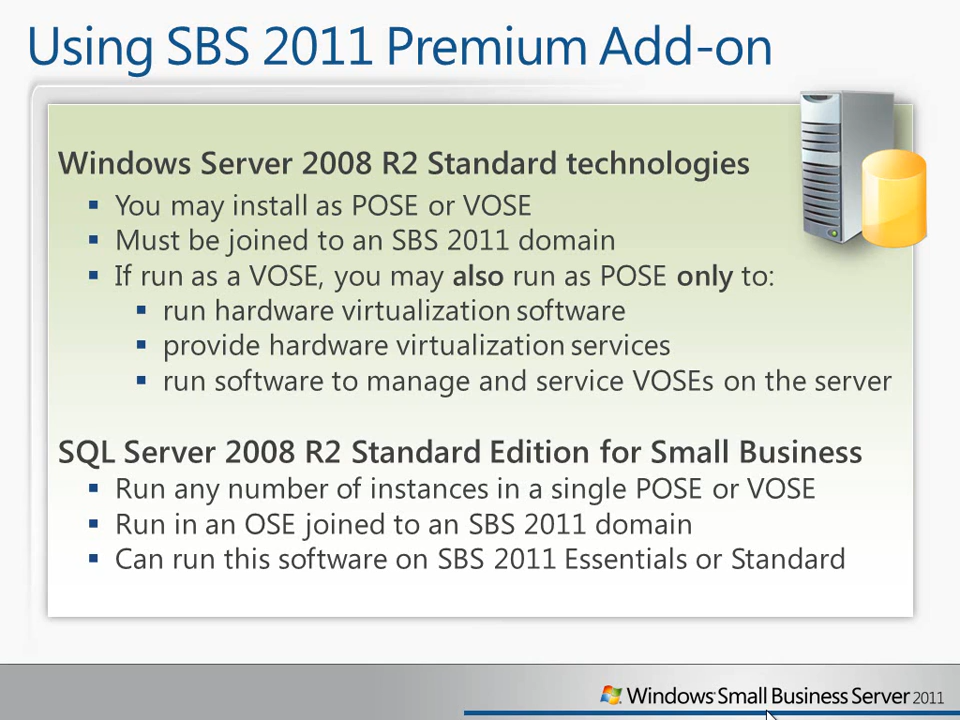 Using SBS 2011 Premium Add-on
Windows Server 2008 R2 Standard technologies
▪ You may install as POSE or VOSE
▪ Must be joined to an SBS 2011 domain
▪ If run as a VOSE, you may also run as POSE only to:
▪ run hardware virtualization software
▪ provide hardware virtualization services
▪ run software to manage and service VOSEs on the server
SQL Server 2008 R2 Standard Edition for Small Business
▪ Run any number of instances in a single POSE or VOSE
▪ Run in an OSE joined to an SBS 2011 domain
▪ Can run this software on SBS 2011 Essentials or Standard
Windows Small Business Server 2011